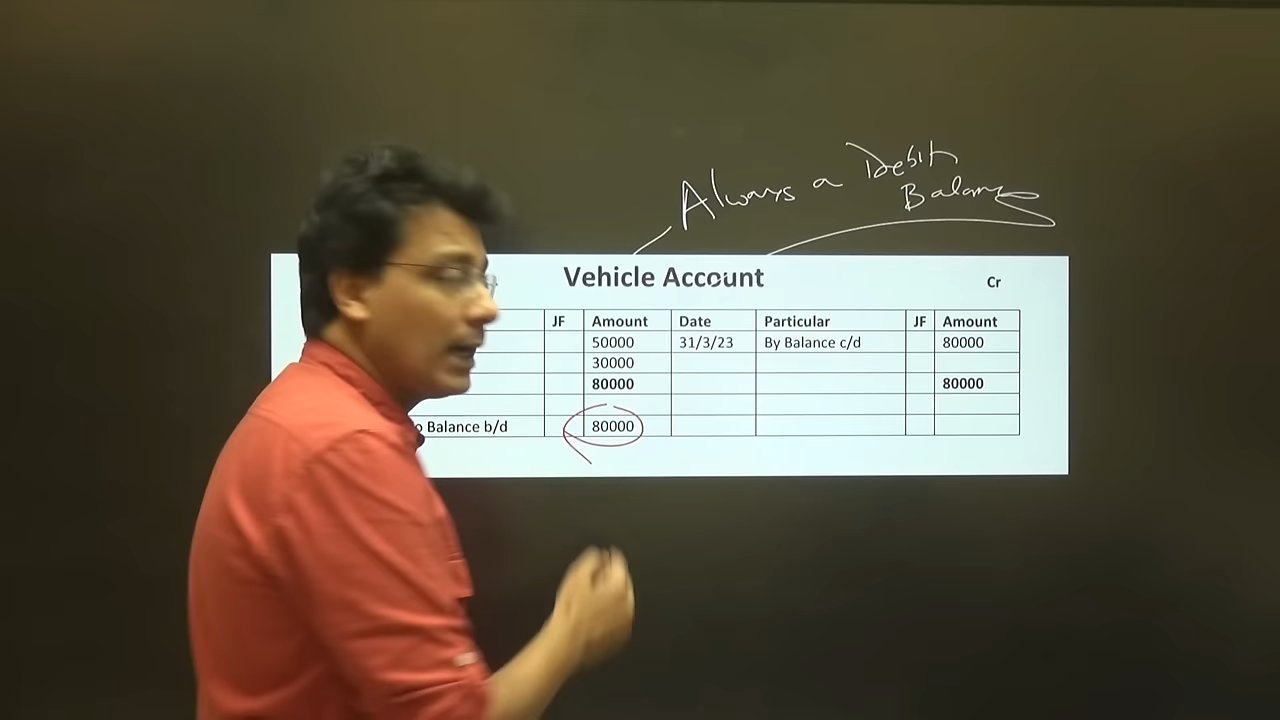 Always a Debit
Balance
Vehicle Account
Cr
JF Amount Date Particular JF Amount
50000 31/3/23 By Balance c/d 80000
30000
80000 80000
Balance b/d 80000